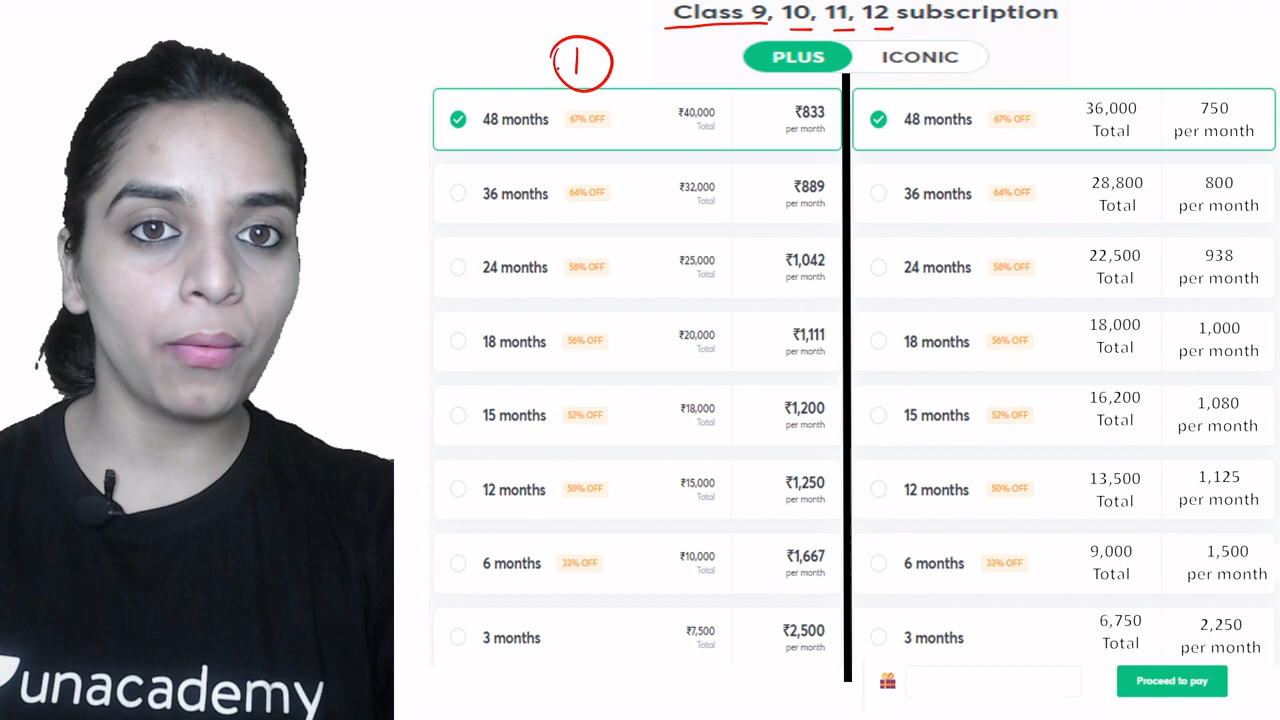 Class 9, 10, 11, 12 subscription
1
PLUS
ICONIC
48 months 67% OFF ₹40,000 ₹833
Total per month
36 months 64% OFF ₹32,000 ₹889
Total per month
24 months 58% OFF ₹25,000 ₹1,042
Total per month
18 months 56% OFF ₹20,000 ₹1,111
Total per month
15 months 52% OFF ₹18,000 ₹1,200
Total per month
12 months 50% OFF ₹15,000 ₹1,250
Total per month
6 months 33% OFF ₹10,000 ₹1,667
Total per month
3 months ₹7,500 ₹2,500
Total per month
48 months 67% OFF 36,000 750
Total per month
36 months 64% OFF 28,800 800
Total per month
24 months 58% OFF 22,500 938
Total per month
18 months 56% OFF 18,000 1,000
Total per month
15 months 52% OFF 16,200 1,080
Total per month
12 months 50% OFF 13,500 1,125
Total per month
6 months 33% OFF 9,000 1,500
Total per month
3 months 6,750 2,250
Total per month
Proceed to pay
unacademy